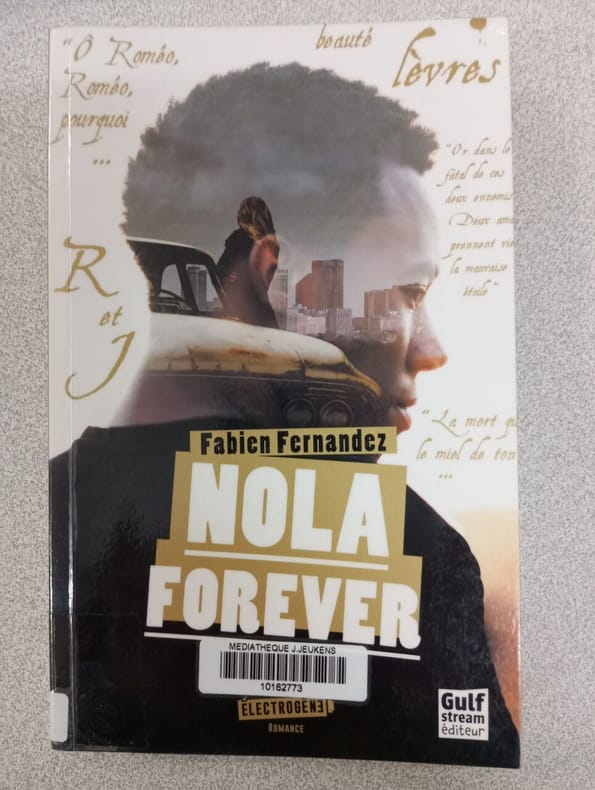 "Ô Roméo,
Roméo,
pourquoi
...
beauté
lèvres
"Or dans le
fatal de ces
deux ennemis
Deux ama
prennent vie
la mauvaise
étoile"
R
et
J
"La mort qu
le miel de ton
...
Fabien Fernandez
NOLA
FOREVER
MEDIATHEQUE J.JEUKENS
10162773
ÉLECTROGÈNE
ROMANCE
Gulf
stream
éditeur